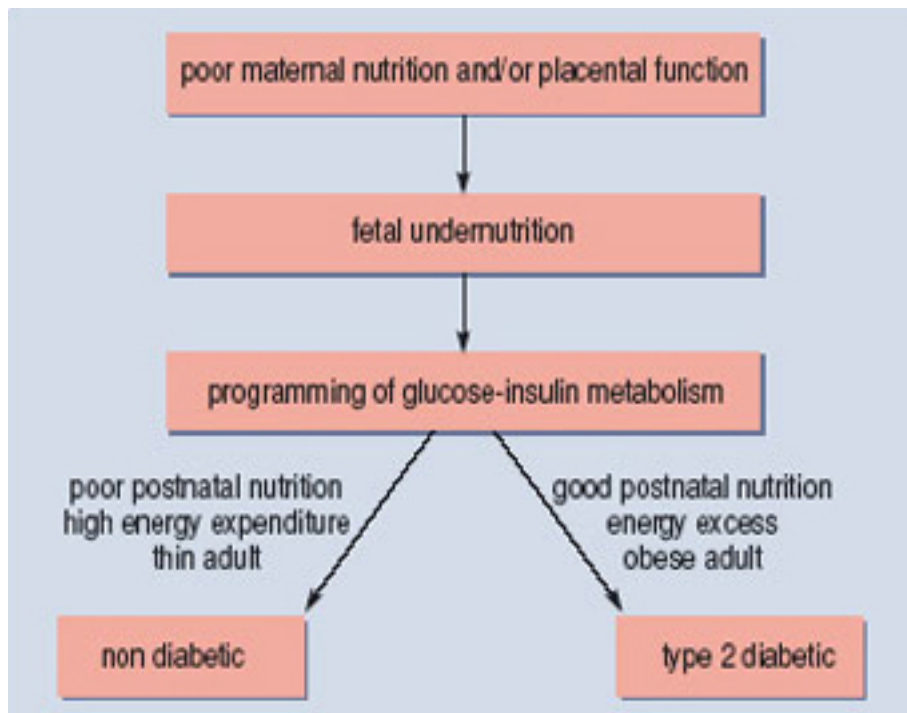 poor maternal nutrition and/or placental function
fetal undernutrition
programming of glucose-insulin metabolism
poor postnatal nutrition
high energy expenditure
thin adult
good postnatal nutrition
energy excess
obese adult
non diabetic
type 2 diabetic